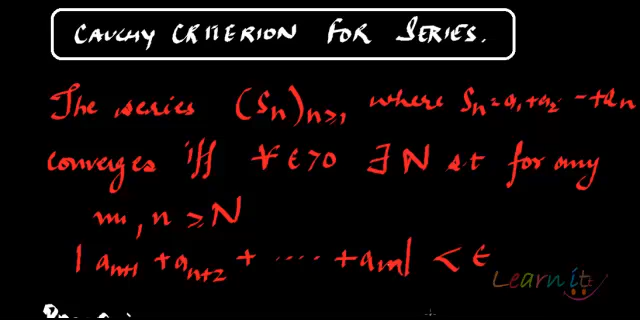 CAUCHY CRITERION FOR SERIES.
The series (Sₙ)ₙ≥₁ where Sₙ=a₁+a₂ -+aₙ
converges iff ∀ ϵ>0 ∃ N s.t for any
m, n ≥ N
| aₙ₊₁ + aₙ₊₂ + ..... + aₘ| < ϵ
Learnit